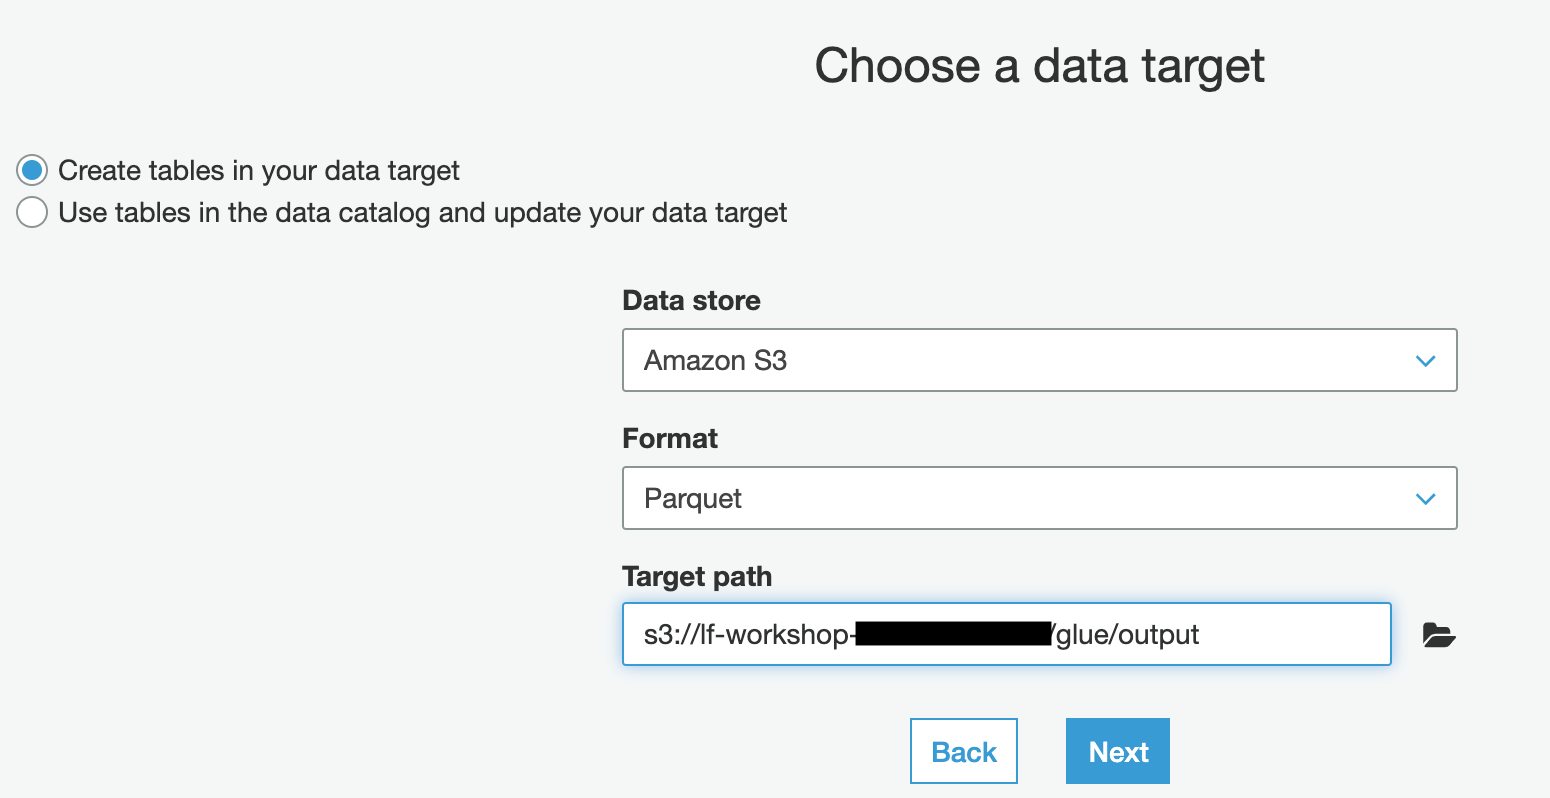 Choose a data target
Create tables in your data target
Use tables in the data catalog and update your data target
Data store
Amazon S3
Format
Parquet
Target path
s3://lf-workshop-/glue/output
Back
Next